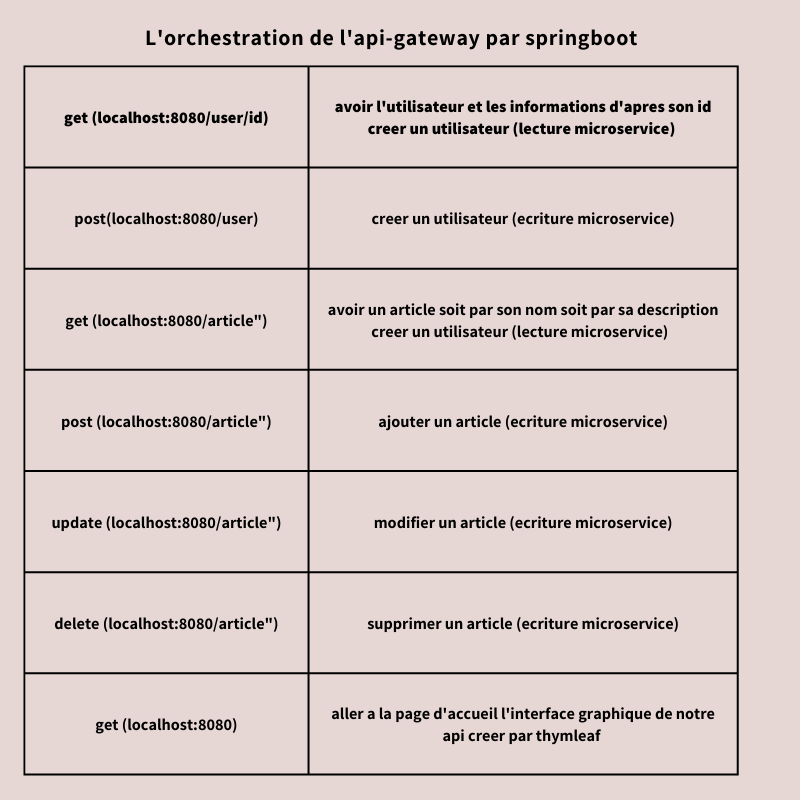 L'orchestration de l'api-gateway par springboot
get (localhost:8080/user/id)
avoir l'utilisateur et les informations d'apres son id
creer un utilisateur (lecture microservice)
post(localhost:8080/user)
creer un utilisateur (ecriture microservice)
get (localhost:8080/article")
avoir un article soit par son nom soit par sa description
creer un utilisateur (lecture microservice)
post (localhost:8080/article")
ajouter un article (ecriture microservice)
update (localhost:8080/article")
modifier un article (ecriture microservice)
delete (localhost:8080/article")
supprimer un article (ecriture microservice)
get (localhost:8080)
aller a la page d'accueil l'interface graphique de notre
api creer par thymleaf